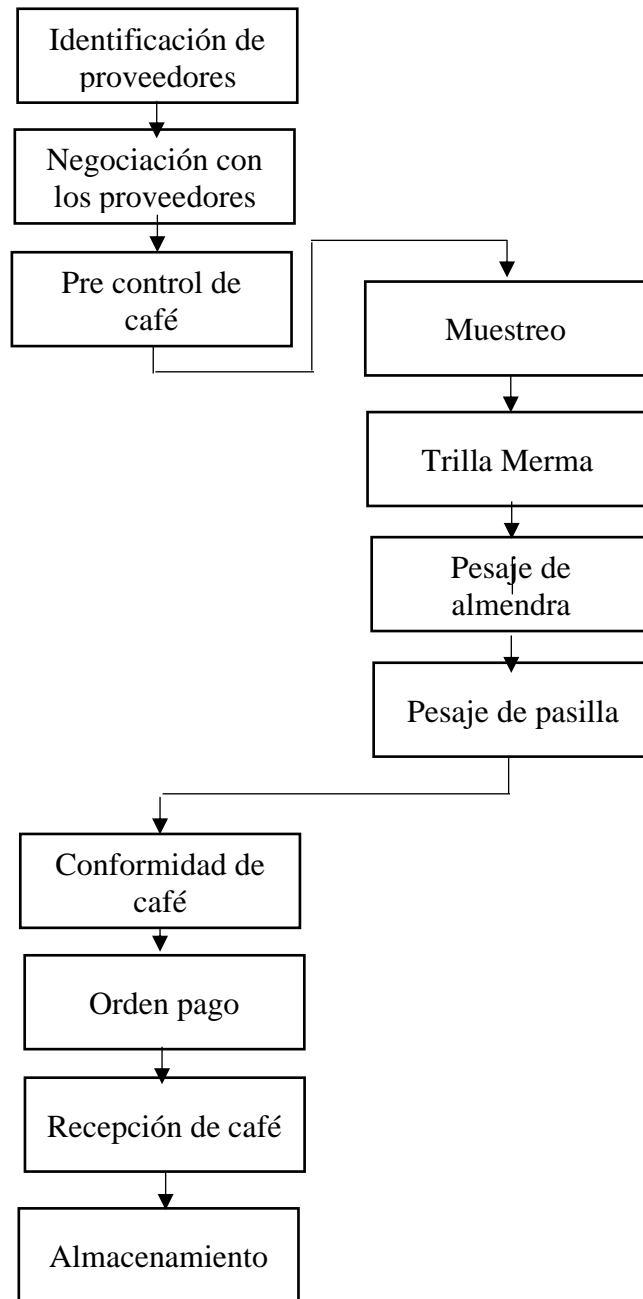 Identificación de
proveedores
Negociación con
los proveedores
Pre control de
café
Muestreo
Trilla Merma
Pesaje de
almendra
Pesaje de pasilla
Conformidad de
café
Orden pago
Recepción de café
Almacenamiento